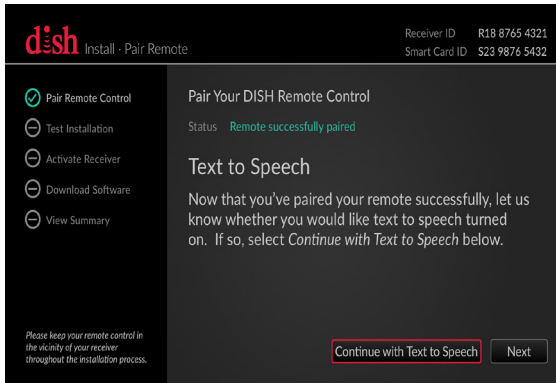 dish Install - Pair Remote
Receiver ID R18 8765 4321
Smart Card ID S23 9876 5432
Pair Remote Control
Test Installation
Activate Receiver
Download Software
View Summary
Please keep your remote control in
the vicinity of your receiver
throughout the installation process.
Pair Your DISH Remote Control
Status Remote successfully paired
Text to Speech
Now that you've paired your remote successfully, let us
know whether you would like text to speech turned
on. If so, select Continue with Text to Speech below.
Continue with Text to Speech
Next